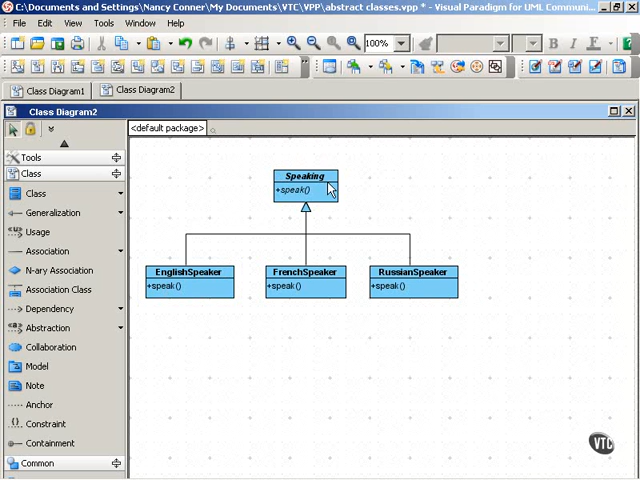 C:\Documents and Settings\Nancy Conner\My Documents\VTC\VPP\abstract classes.vpp * - Visual Paradigm for UML Communi...
File Edit View Tools Window Help
100%
B I
Class Diagram1 Class Diagram2
Class Diagram2
<default package>
Tools
Class
Class
Generalization
Usage
Association
N-ary Association
Association Class
Dependency
Abstraction
Collaboration
Model
Note
Anchor
Constraint
Containment
Common
Speaking
+speak()
EnglishSpeaker
+speak()
FrenchSpeaker
+speak()
RussianSpeaker
+speak()
VTC